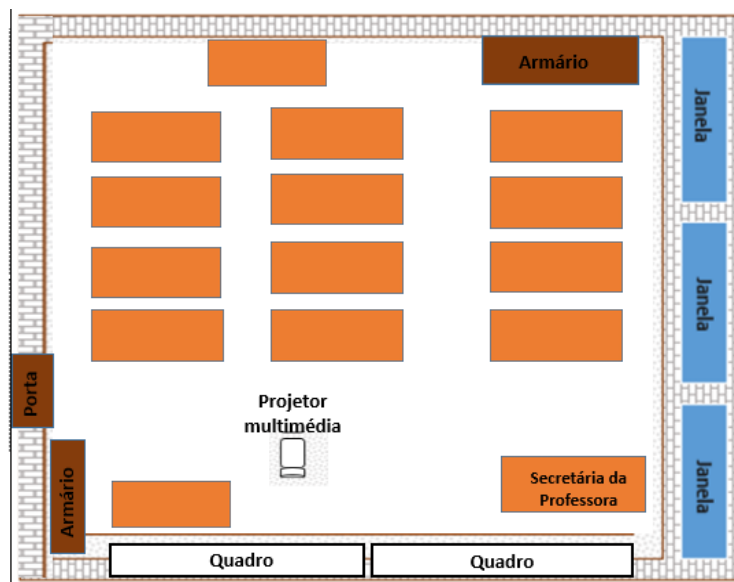 Armário
Janela
Janela
Porta
Projetor
multimédia
Janela
Armário
Secretária da
Professora
Quadro
Quadro